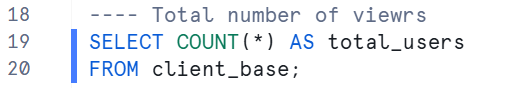 18 ---- Total number of viewrs
19 SELECT COUNT(*) AS total_users
20 FROM client_base;